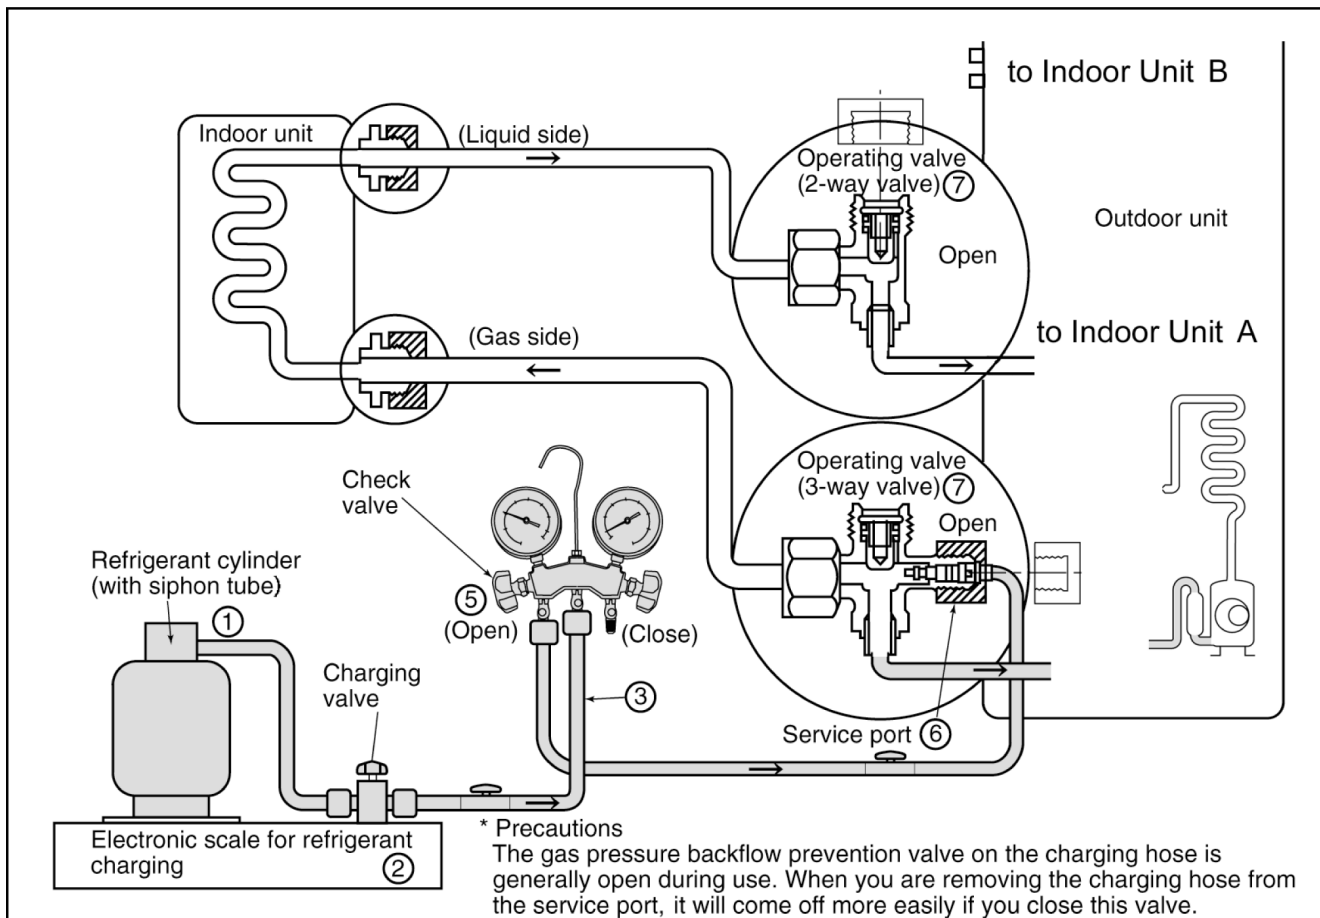 to Indoor Unit B
Indoor unit
(Liquid side)
Operating valve
(2-way valve) ⑦
Outdoor unit
Open
to Indoor Unit A
(Gas side)
Operating valve
(3-way valve) ⑦
Open
Check
valve
Refrigerant cylinder
(with siphon tube)
①
⑤
(Open)
(Close)
Charging
valve
③
Service port ⑥
Electronic scale for refrigerant
charging
②
* Precautions
The gas pressure backflow prevention valve on the charging hose is
generally open during use. When you are removing the charging hose from
the service port, it will come off more easily if you close this valve.